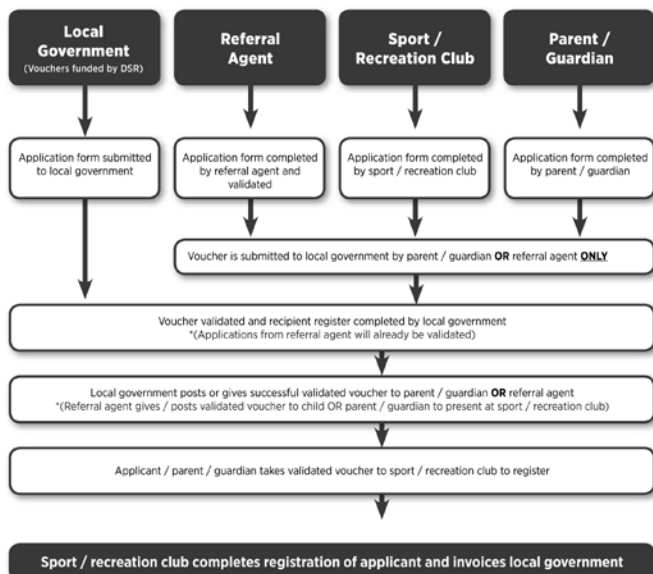 Local
Government
(Vouchers funded by DSR)
Referral
Agent
Sport /
Recreation Club
Parent /
Guardian
Application form submitted
to local government
Application form completed
by referral agent and
validated
Application form completed
by sport / recreation club
Application form completed
by parent / guardian
Voucher is submitted to local government by parent / guardian OR referral agent ONLY
Voucher validated and recipient register completed by local government
*(Applications from referral agent will already be validated)
Local government posts or gives successful validated voucher to parent / guardian OR referral agent
*(Referral agent gives / posts validated voucher to child OR parent / guardian to present at sport / recreation club)
Applicant / parent / guardian takes validated voucher to sport / recreation club to register
Sport / recreation club completes registration of applicant and invoices local government